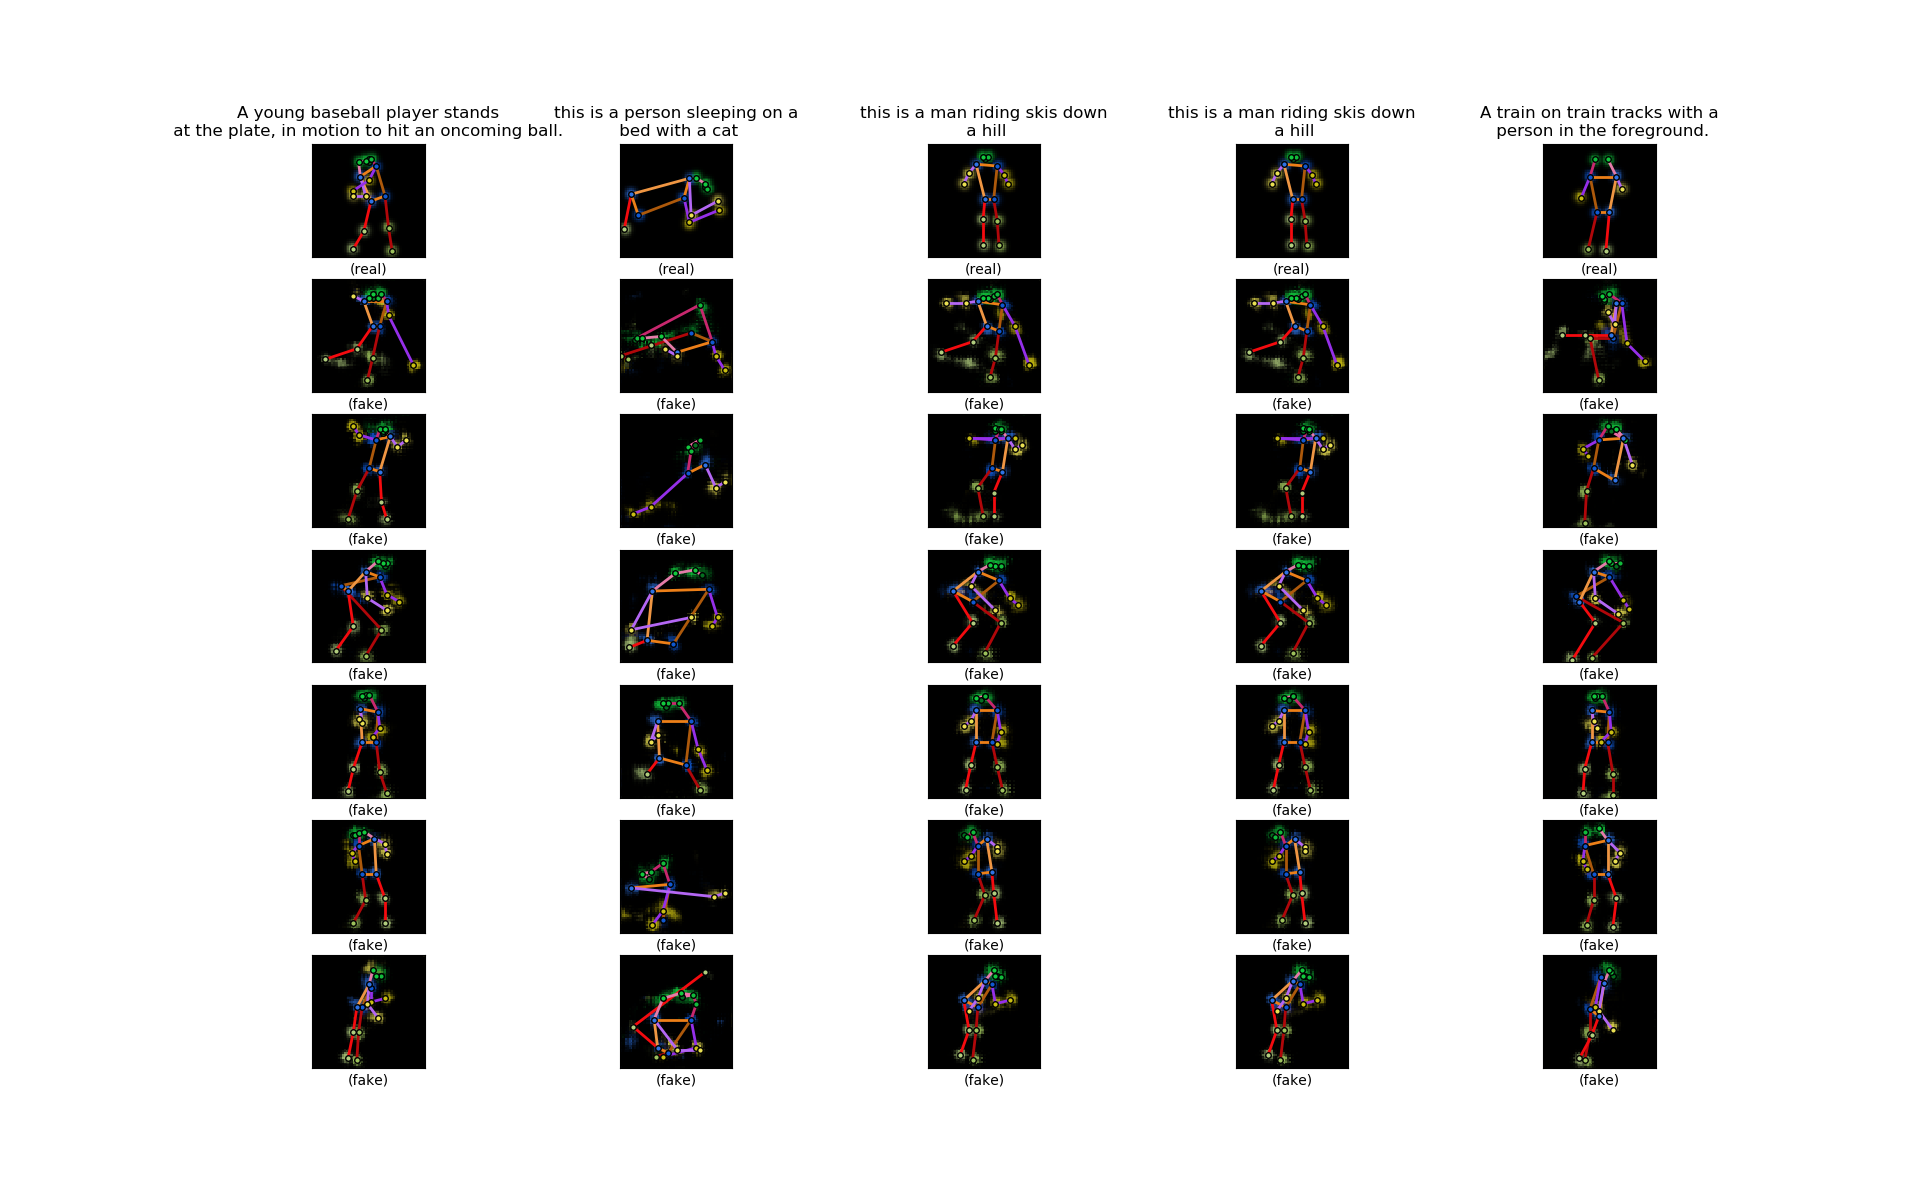 A young baseball player stands
at the plate, in motion to hit an oncoming ball.
this is a person sleeping on a
bed with a cat
this is a man riding skis down
a hill
this is a man riding skis down
a hill
A train on train tracks with a
person in the foreground.
(real) (real) (real) (real) (real)
(fake) (fake) (fake) (fake) (fake)
(fake) (fake) (fake) (fake) (fake)
(fake) (fake) (fake) (fake) (fake)
(fake) (fake) (fake) (fake) (fake)
(fake) (fake) (fake) (fake) (fake)
(fake) (fake) (fake) (fake) (fake)